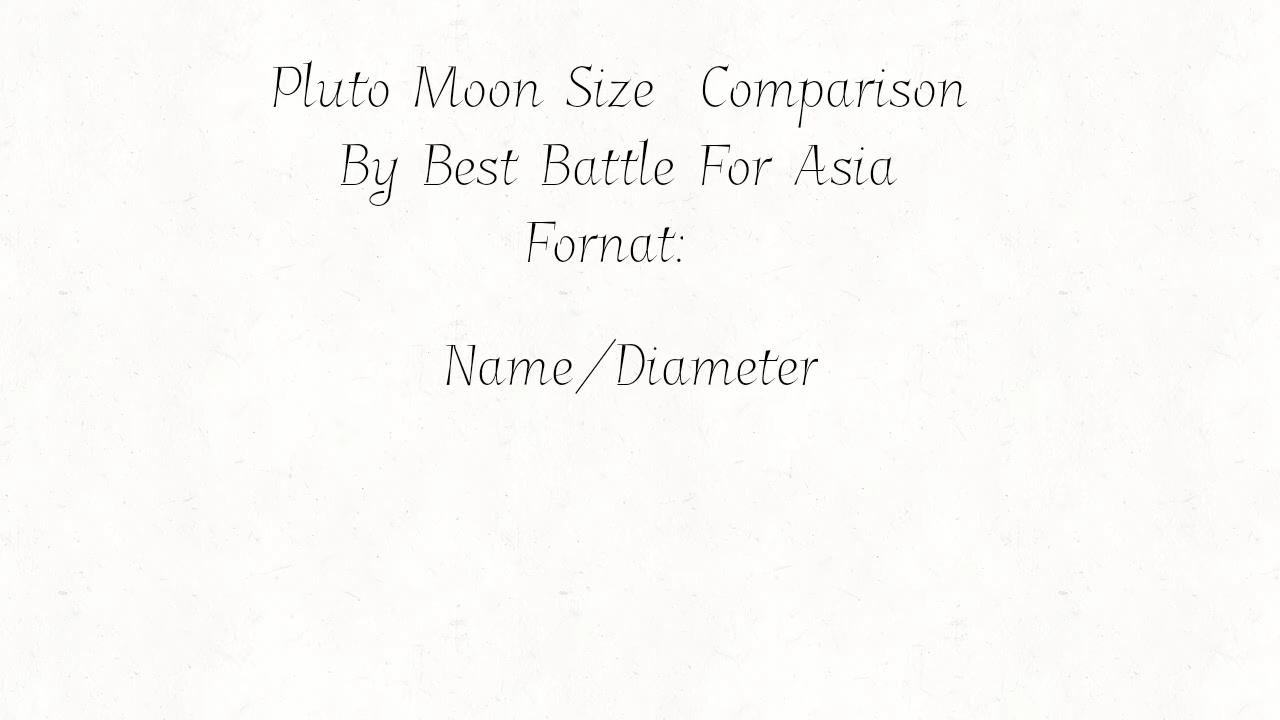 Pluto Moon Size Comparison
By Best Battle For Asia
Fornat:
Name/Diameter